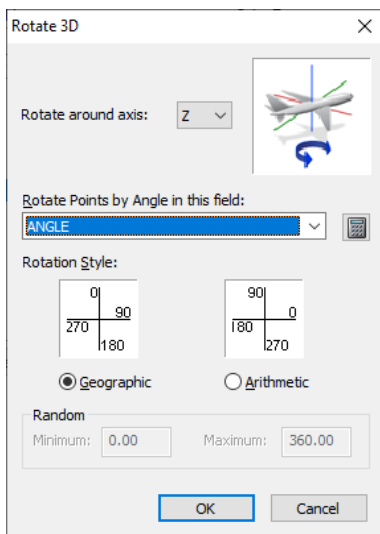 Rotate 3D
Rotate around axis: Z
Rotate Points by Angle in this field:
ANGLE
Rotation Style:
0 90
90 0
270 180
180 270
Geographic Arithmetic
Random
Minimum: 0.00 Maximum: 360.00
OK Cancel